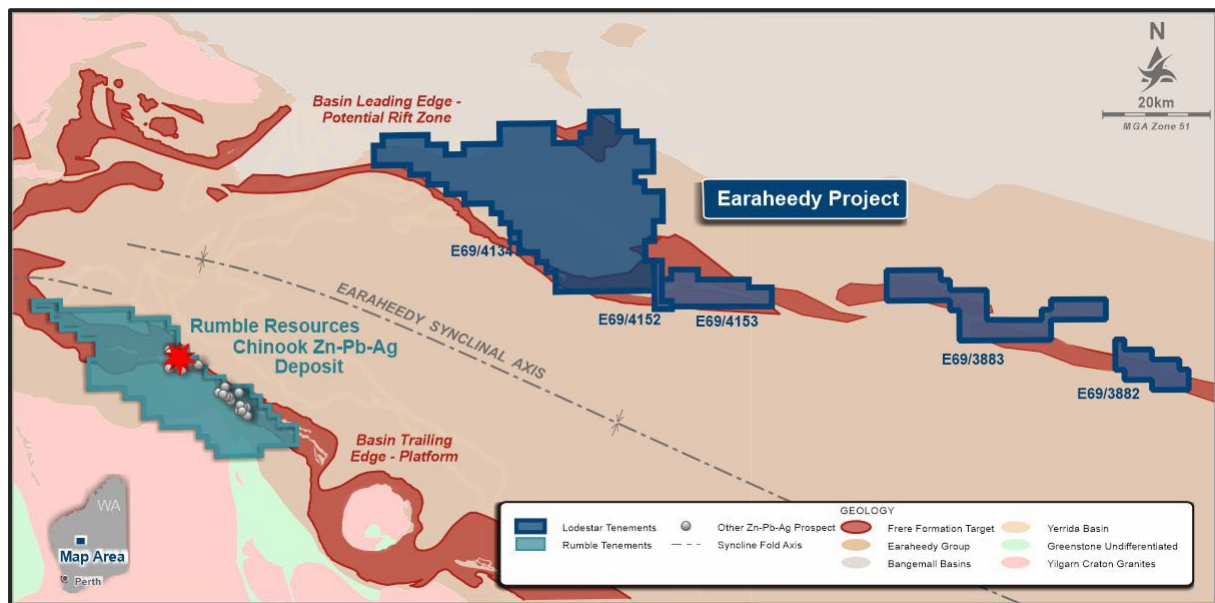 N
20km
MGA Zone 51
Basin Leading Edge -
Potential Rift Zone
Earaheedy Project
E69/4134
E69/4152
E69/4153
E69/3883
E69/3882
EARAHEEDY SYNCLINAL AXIS
Rumble Resources
Chinook Zn-Pb-Ag
Deposit
Basin Trailing
Edge - Platform
WA
Map Area
Perth
GEOLOGY
Lodestar Tenements
Other Zn-Pb-Ag Prospect
Frere Formation Target
Yerrida Basin
Rumble Tenements
Syncline Fold Axis
Earaheedy Group
Greenstone Undifferentiated
Bangemall Basins
Yilgarn Craton Granites